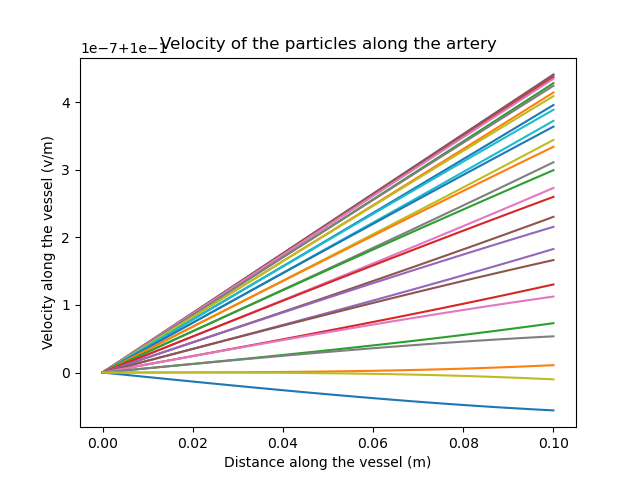 Velocity of the particles along the artery
1e−7+1e−1
4
3
2
1
0
Velocity along the vessel (v/m)
0.00 0.02 0.04 0.06 0.08 0.10
Distance along the vessel (m)